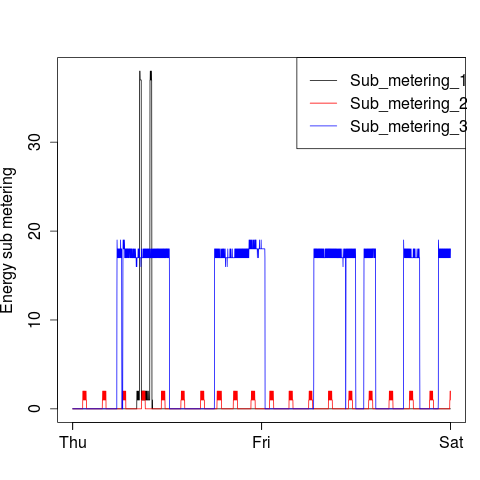 Sub_metering_1
Sub_metering_2
Sub_metering_3
Energy sub metering
30
20
10
0
Thu Fri Sat